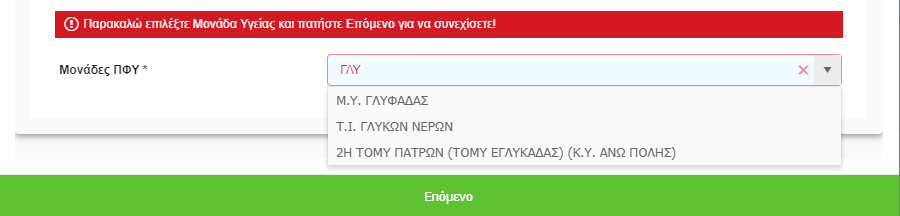 Παρακαλώ επιλέξτε Μονάδα Υγείας και πατήστε Επόμενο για να συνεχίσετε!
Μονάδες ΠΦΥ *
ΓΛΥ
Μ.Υ. ΓΛΥΦΑΔΑΣ
Τ.Ι. ΓΛΥΚΩΝ ΝΕΡΩΝ
2Η ΤΟΜΥ ΠΑΤΡΩΝ (ΤΟΜΥ ΕΓΛΥΚΑΔΑΣ) (Κ.Υ. ΑΝΩ ΠΟΛΗΣ)
Επόμενο